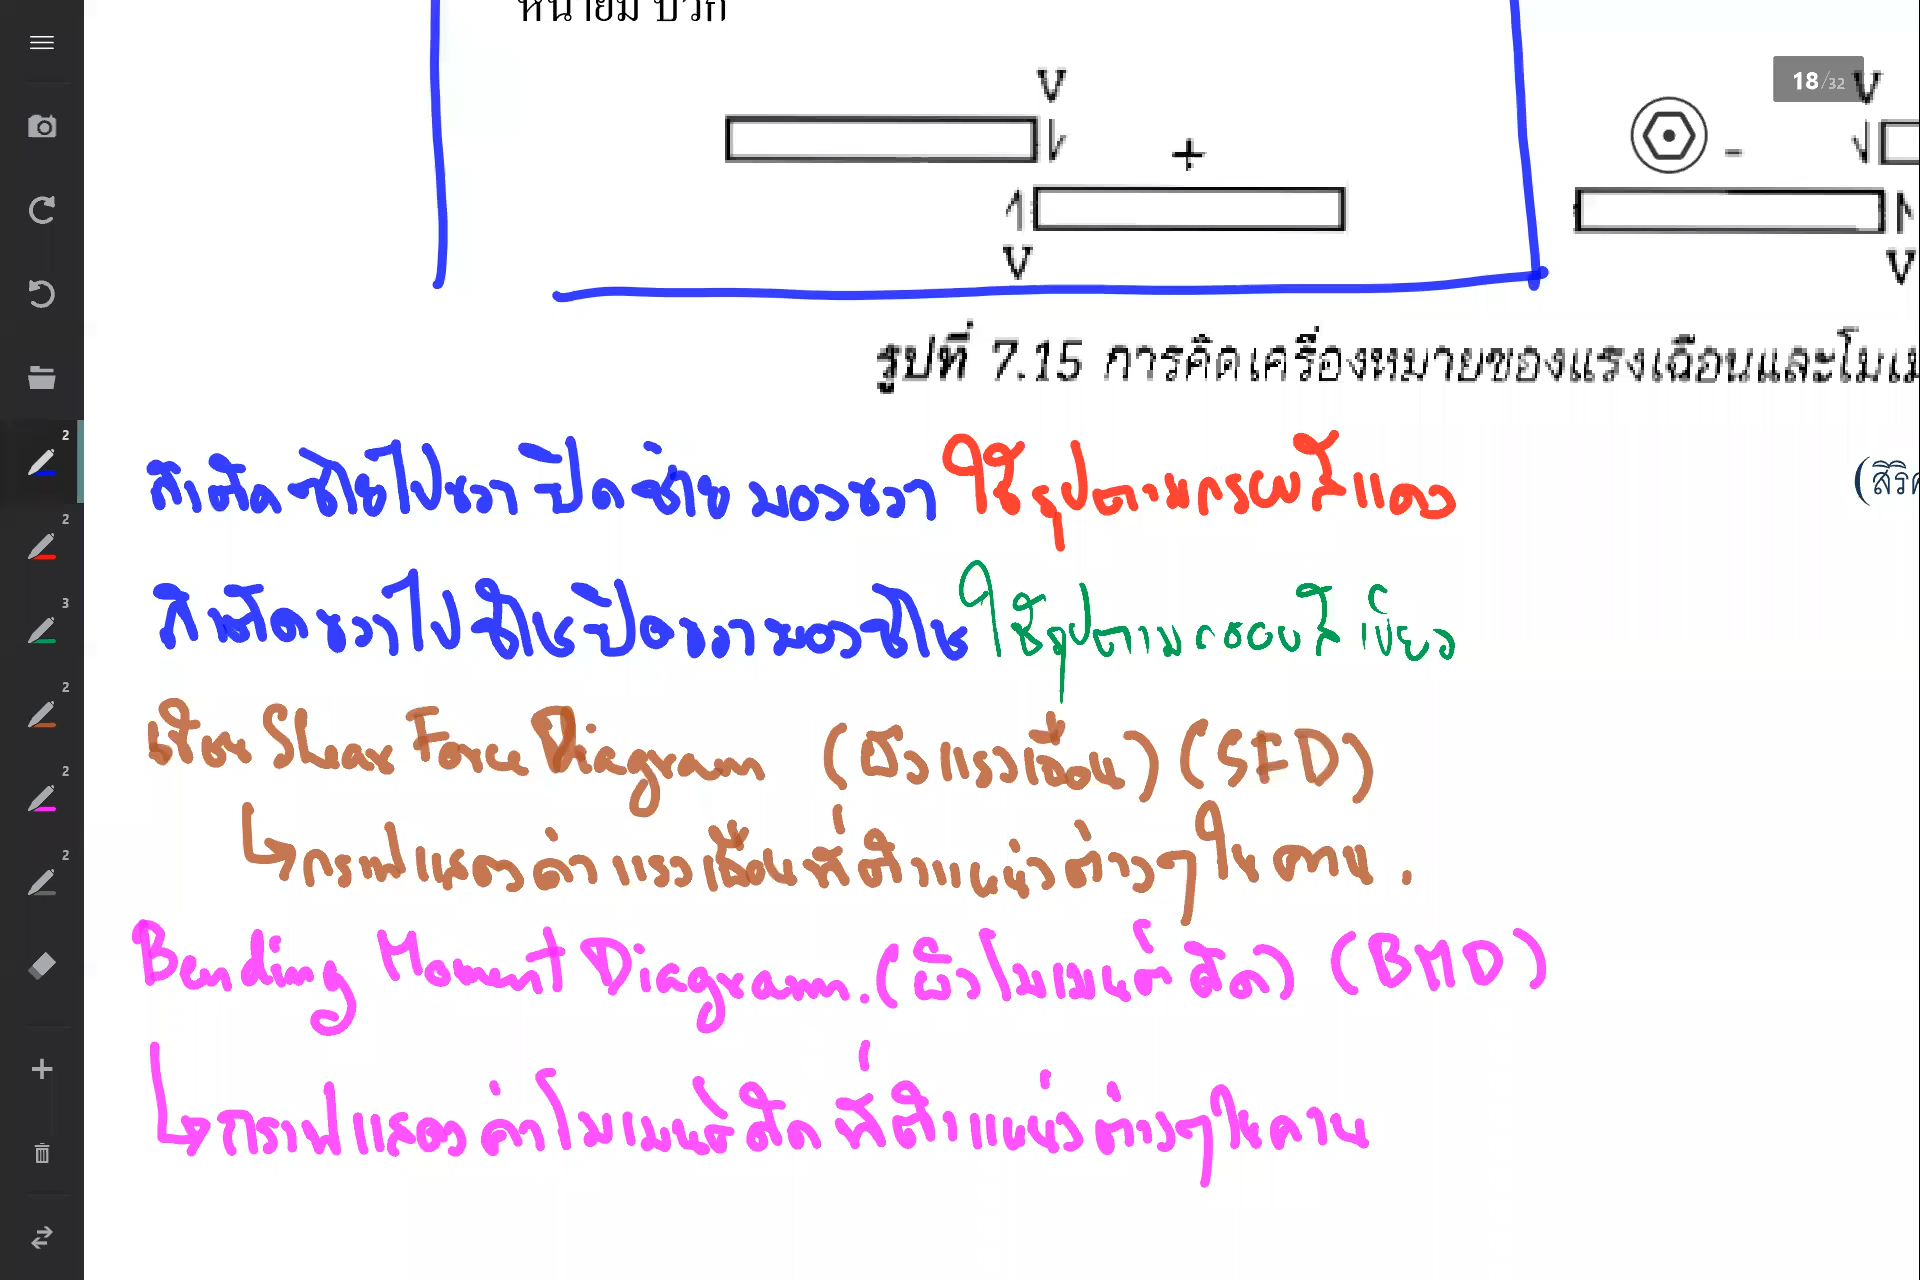 หน้ายิ้ม บวก
V
18/32 V
+
-
V
V
รูปที่ 7.15 การคิดเครื่องหมายของแรงเฉือนและโมเม
(สิริศ
ถ้าตัดซ้ายไปขวา ปิดซ้าย มองขวา ใช้รูปตามกรอบสีแดง
ถ้าตัดขวาไปซ้าย ปิดขวา มองซ้าย ใช้รูปตามกรอบสีเขียว
เขียน Shear Force Diagram (ผังแรงเฉือน) (SFD)
กราฟแสดงค่าแรงเฉือนที่ตำแหน่งต่างๆ ในคาน.
Bending Moment Diagram. (ผังโมเมนต์ดัด) (BMD)
กราฟแสดงค่าโมเมนต์ดัดที่ตำแหน่งต่างๆ ในคาน
2
2
3
2
2
2